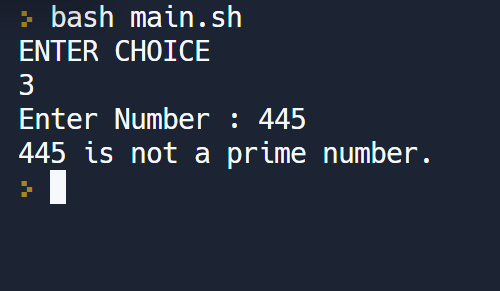 > bash main.sh
ENTER CHOICE
3
Enter Number : 445
445 is not a prime number.
>